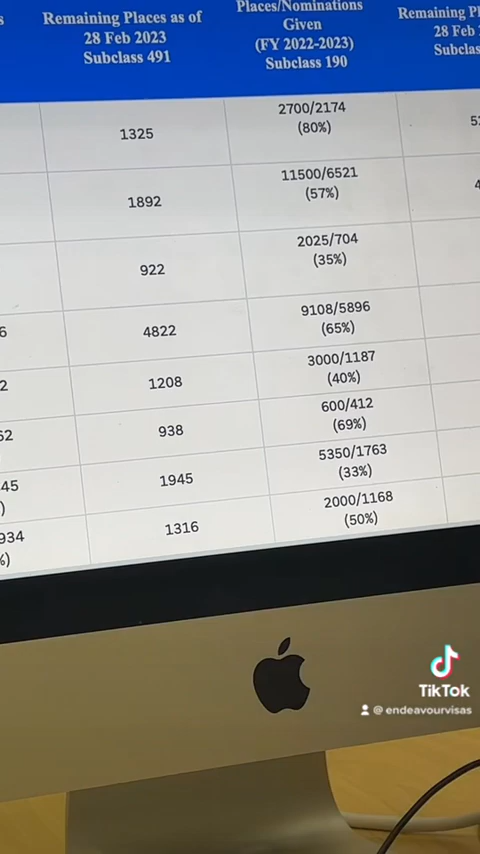 s
Remaining Places as of
28 Feb 2023
Subclass 491
Places/Nominations
Given
(FY 2022-2023)
Subclass 190
Remaining Pl
28 Feb
Subclas
1325
2700/2174
(80%)
1892
11500/6521
(57%)
922
2025/704
(35%)
6
4822
9108/5896
(65%)
2
1208
3000/1187
(40%)
62
938
600/412
(69%)
45
)
1945
5350/1763
(33%)
934
%)
1316
2000/1168
(50%)
TikTok
@endeavourvisas